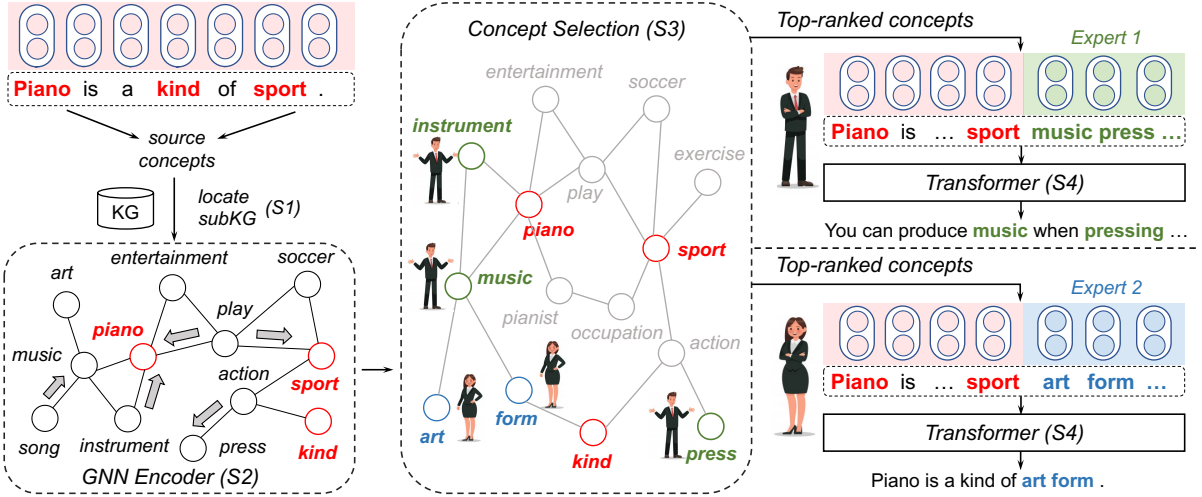 Piano is a kind of sport .
source
concepts
KG
locate
subKG
(S1)
art
entertainment
soccer
piano
play
music
action
sport
song
instrument
press
kind
GNN Encoder (S2)
Concept Selection (S3)
entertainment
soccer
instrument
exercise
play
piano
sport
music
pianist
occupation
action
art
form
kind
press
Top-ranked concepts
Expert 1
Piano is ... sport music press ...
Transformer (S4)
You can produce music when pressing ...
Top-ranked concepts
Expert 2
Piano is ... sport art form ...
Transformer (S4)
Piano is a kind of art form .